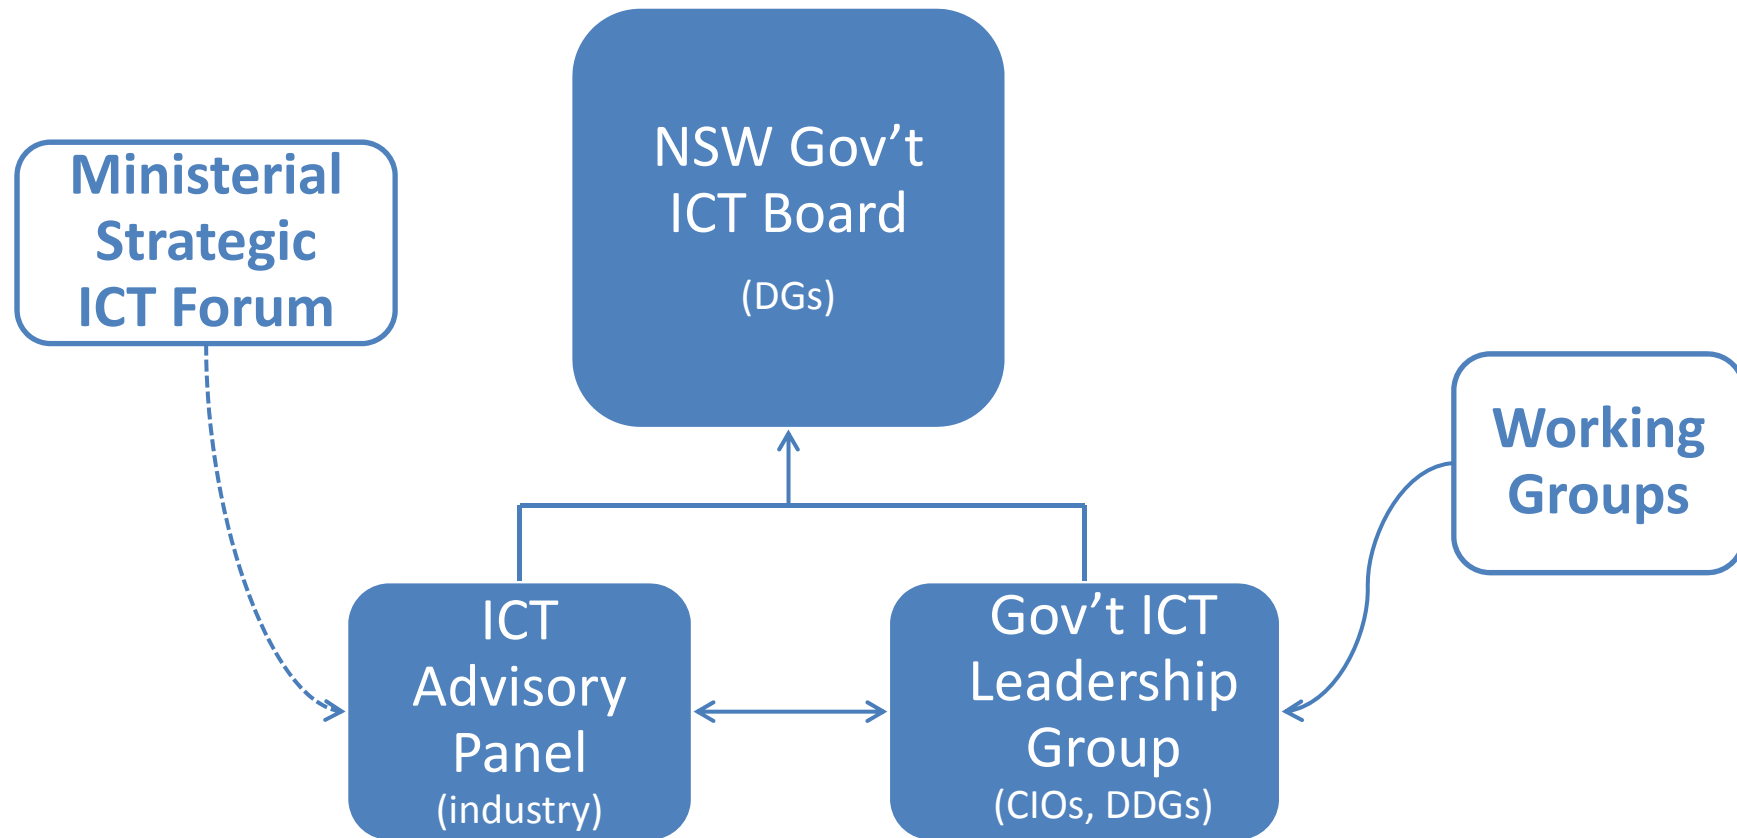 NSW Gov’t
ICT Board
(DGs)
Ministerial
Strategic
ICT Forum
Working
Groups
ICT
Advisory
Panel
(industry)
Gov’t ICT
Leadership
Group
(CIOs, DDGs)